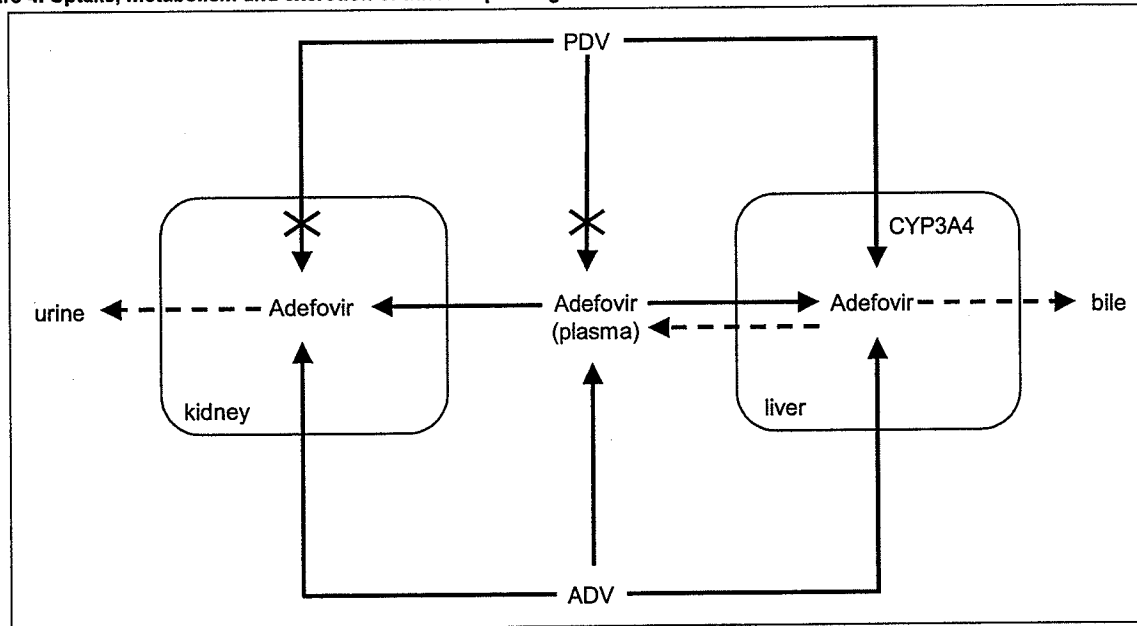 PDV
CYP3A4
urine
Adefovir
Adefovir
(plasma)
Adefovir
bile
kidney
liver
ADV